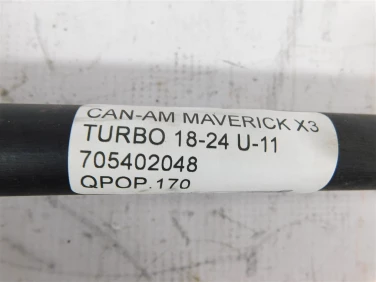 CAN-AM MAVERICK X3
TURBO 18-24 U-11
705402048
QPOP.170